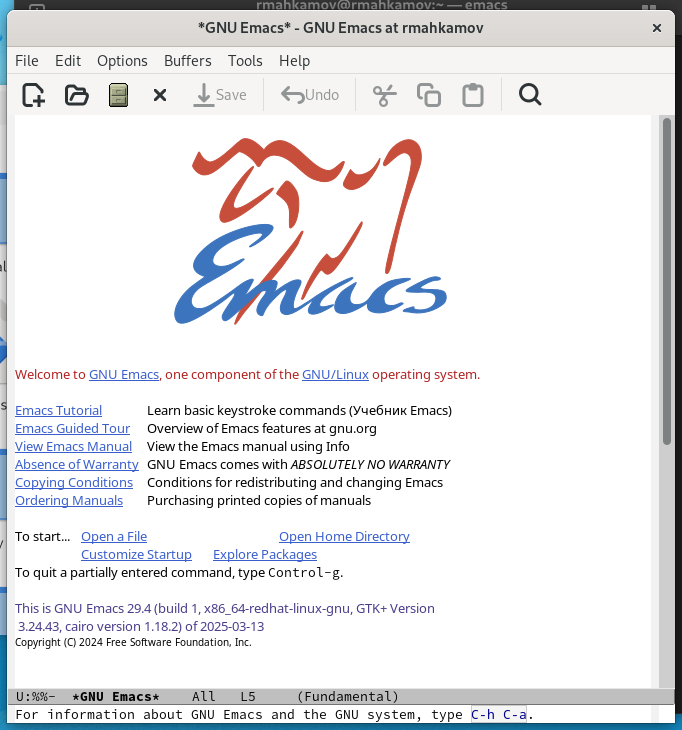 rmahkamov@rmahkamov:~ — emacs
*GNU Emacs* - GNU Emacs at rmahkamov
File Edit Options Buffers Tools Help
Save Undo
Emacs
Welcome to GNU Emacs, one component of the GNU/Linux operating system.
Emacs Tutorial Learn basic keystroke commands (Учебник Emacs)
Emacs Guided Tour Overview of Emacs features at gnu.org
View Emacs Manual View the Emacs manual using Info
Absence of Warranty GNU Emacs comes with ABSOLUTELY NO WARRANTY
Copying Conditions Conditions for redistributing and changing Emacs
Ordering Manuals Purchasing printed copies of manuals
To start... Open a File Open Home Directory
Customize Startup Explore Packages
To quit a partially entered command, type Control-g.
This is GNU Emacs 29.4 (build 1, x86_64-redhat-linux-gnu, GTK+ Version
3.24.43, cairo version 1.18.2) of 2025-03-13
Copyright (C) 2024 Free Software Foundation, Inc.
U:%%- *GNU Emacs* All L5 (Fundamental)
For information about GNU Emacs and the GNU system, type C-h C-a.